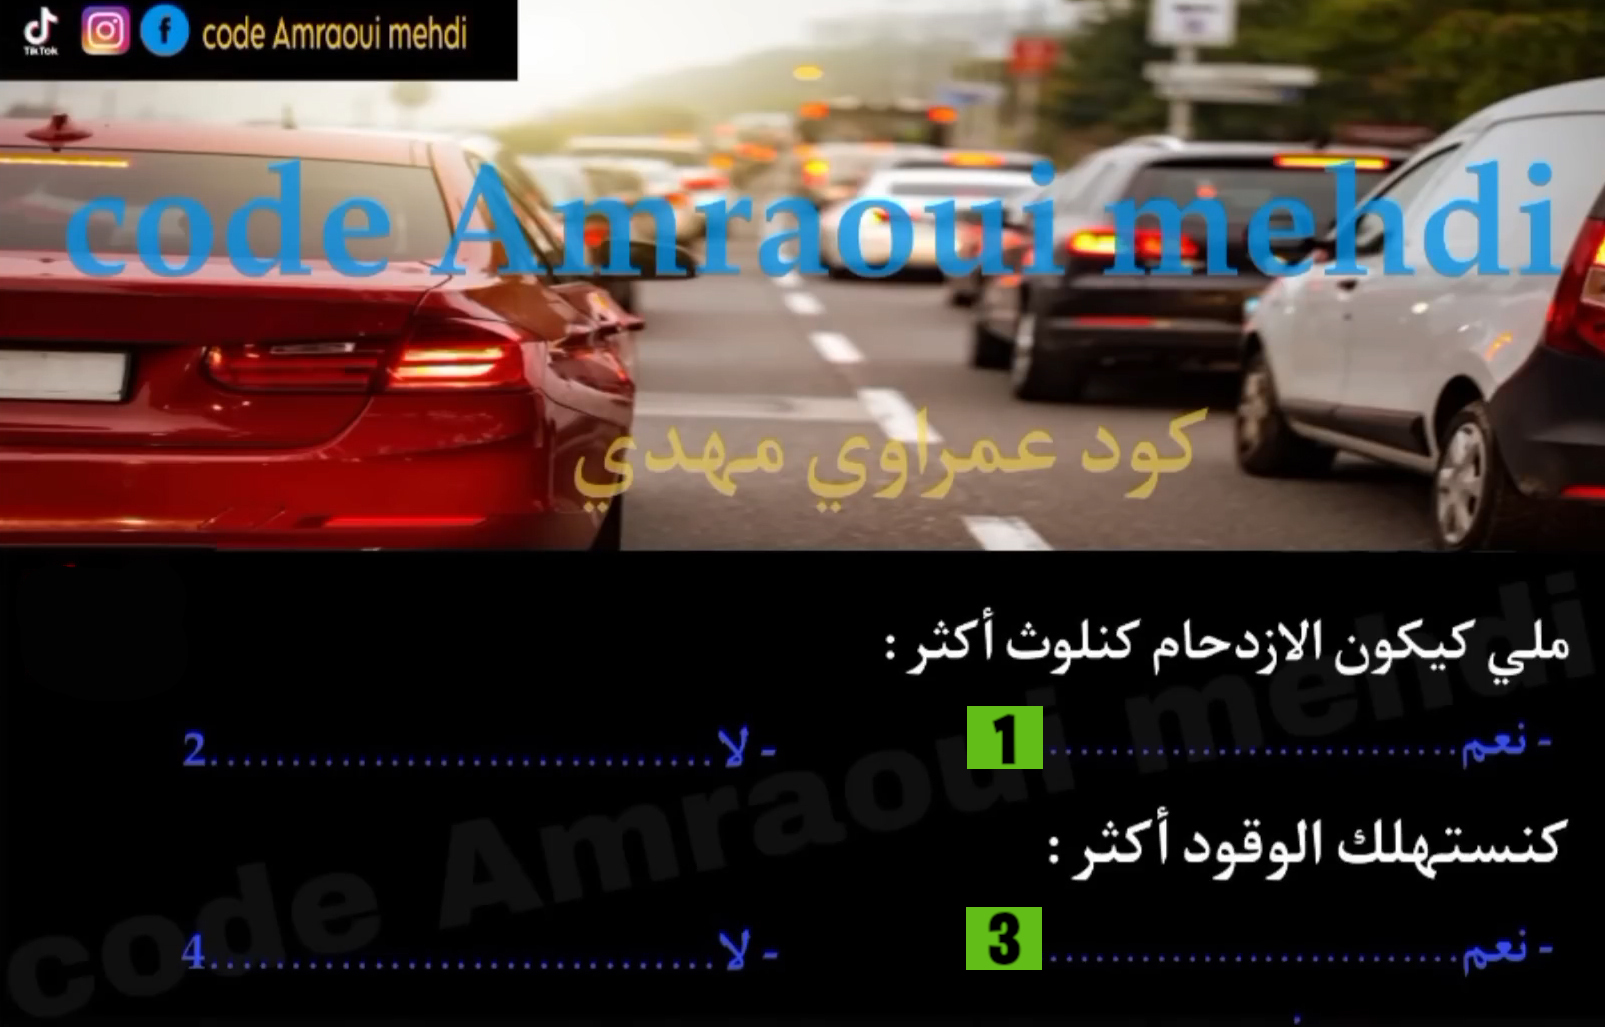 TikTok code Amraoui mehdi
code Amraoui mehdi
كود عمراوي مهدي
ملي كيكون الازدحام كنلوث أكثر :
- نعم............................ 1 - لا................................2
كنستهلك الوقود أكثر :
- نعم............................ 3 - لا................................4
code Amraoui mehdi